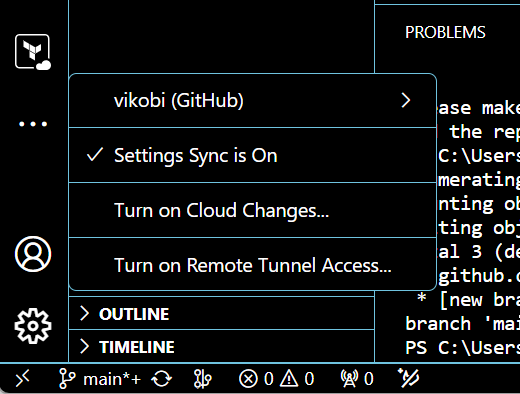 PROBLEMS
vikobi (GitHub)
Settings Sync is On
Turn on Cloud Changes...
Turn on Remote Tunnel Access...
ease make
the rep
C:\Users
merating
nting obj
ting obj
al 3 (de
github.c
* [new bra
branch 'mai
PS C:\Users
OUTLINE
TIMELINE
main*+ 0 0 0